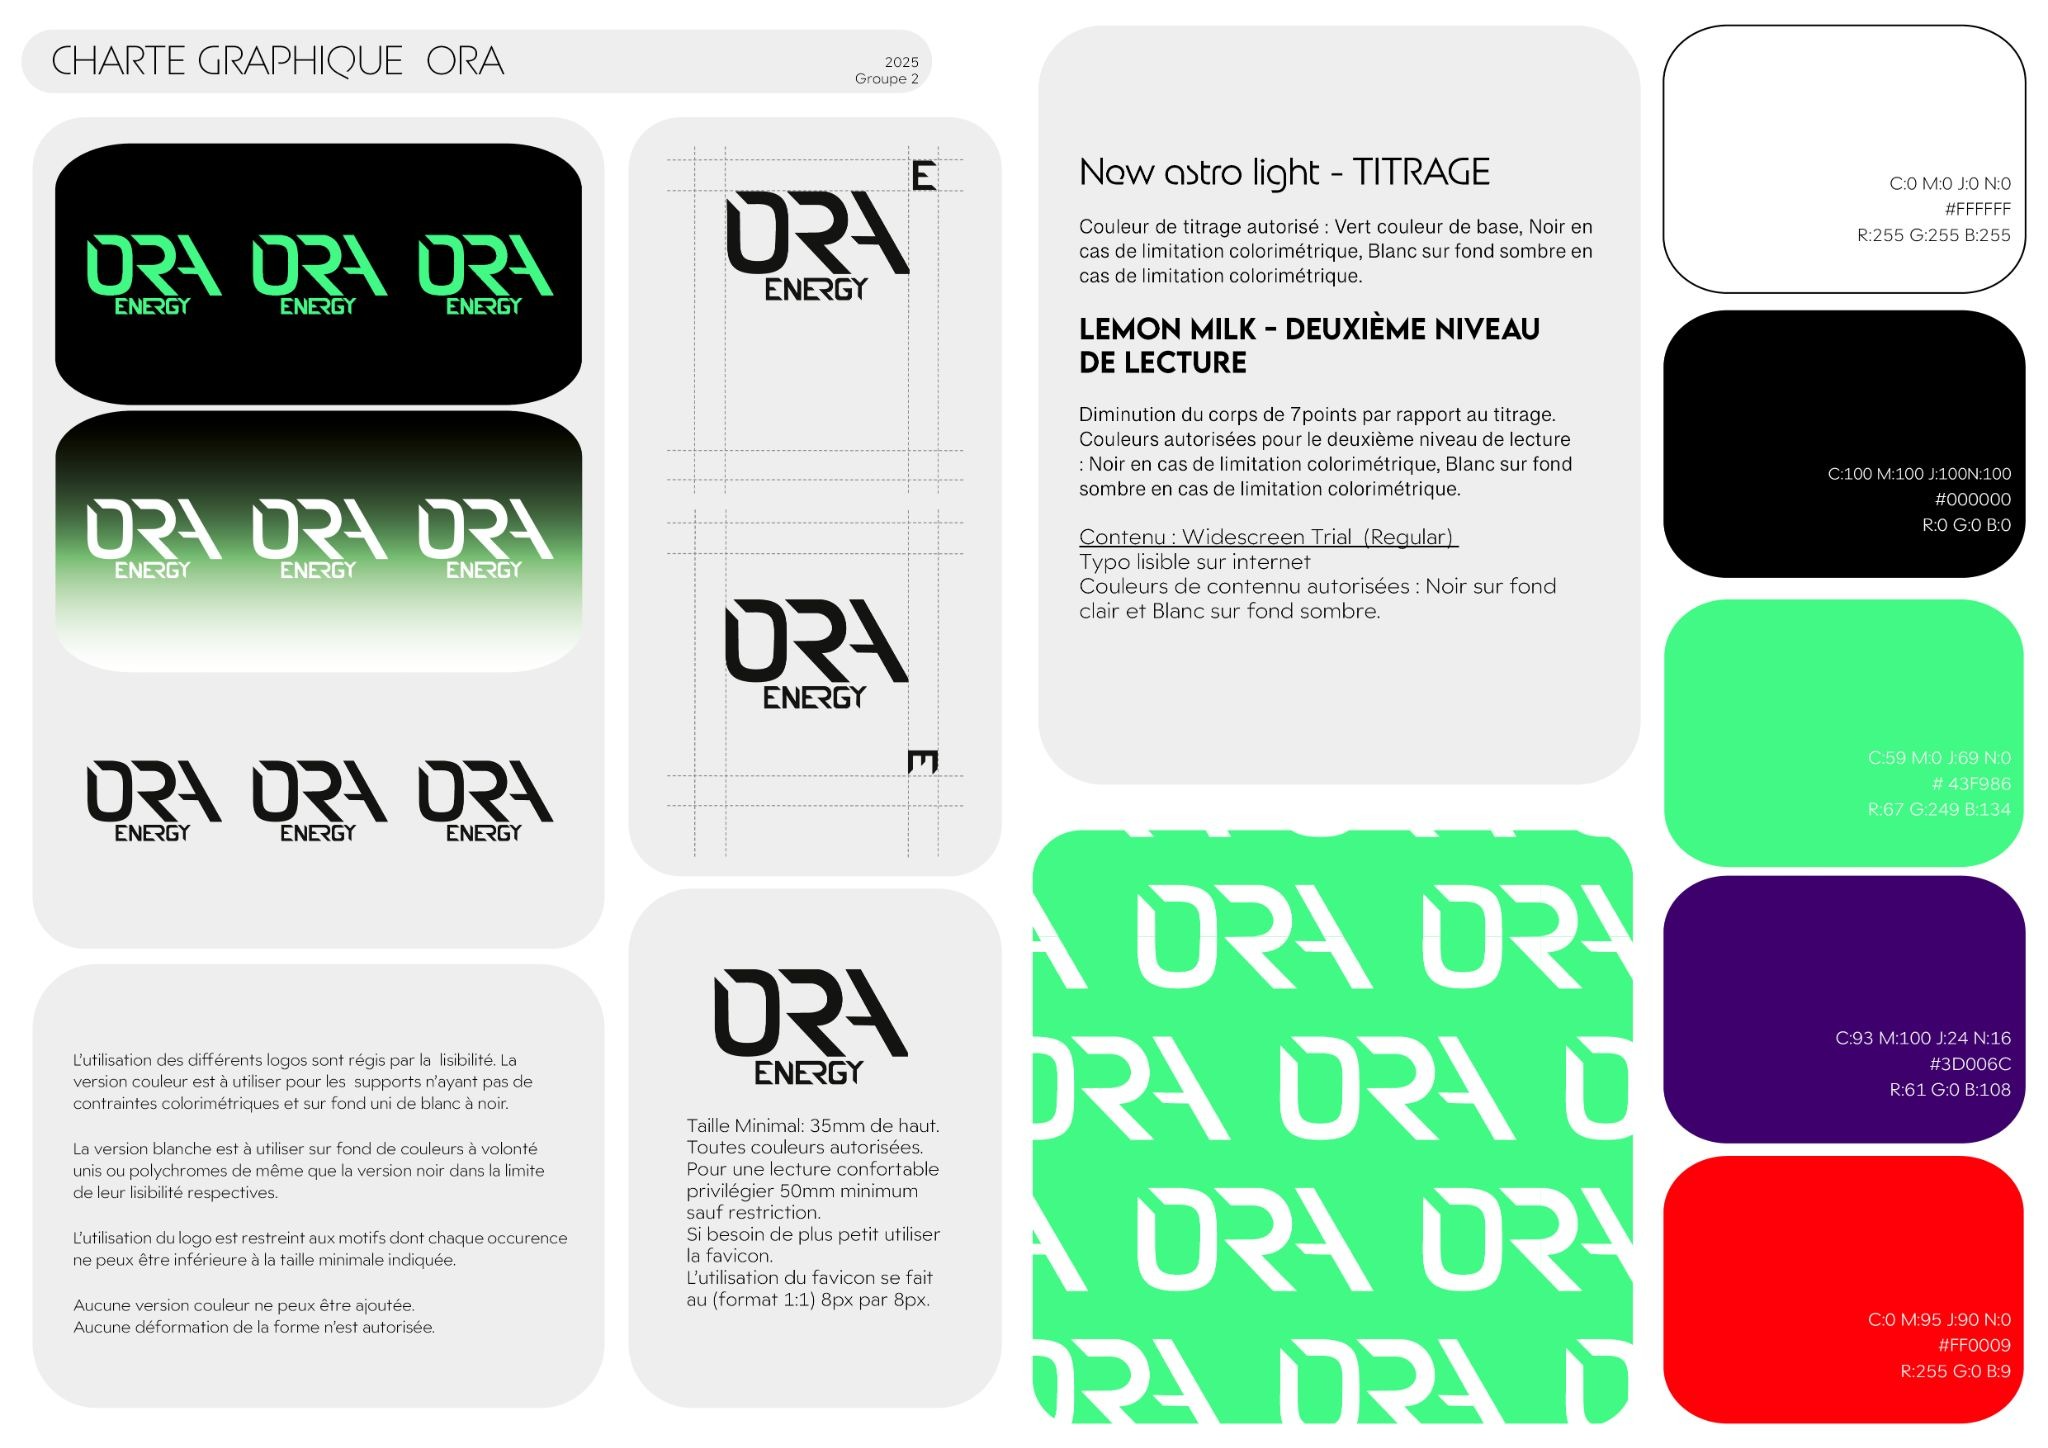 CHARTE GRAPHIQUE ORA
2025
Groupe 2
ORA ORA ORA
ENERGY ENERGY ENERGY
ORA ORA ORA
ENERGY ENERGY ENERGY
ORA ORA ORA
ENERGY ENERGY ENERGY
L'utilisation des différents logos sont régis par la lisibilité. La
version couleur est à utiliser pour les supports n'ayant pas de
contraintes colorimétriques et sur fond uni de blanc à noir.
La version blanche est à utiliser sur fond de couleurs à volonté
unis ou polychromes de même que la version noir dans la limite
de leur lisibilité respectives.
L'utilisation du logo est restreint aux motifs dont chaque occurence
ne peux être inférieure à la taille minimale indiquée.
Aucune version couleur ne peux être ajoutée.
Aucune déformation de la forme n'est autorisée.
E
ORA
ENERGY
ORA
ENERGY
E
ORA
ENERGY
Taille Minimal: 35mm de haut.
Toutes couleurs autorisées.
Pour une lecture confortable
privilégier 50mm minimum
sauf restriction.
Si besoin de plus petit utiliser
la favicon.
L'utilisation du favicon se fait
au (format 1:1) 8px par 8px.
New astro light - TITRAGE
Couleur de titrage autorisé : Vert couleur de base, Noir en
cas de limitation colorimétrique, Blanc sur fond sombre en
cas de limitation colorimétrique.
LEMON MILK - DEUXIÈME NIVEAU
DE LECTURE
Diminution du corps de 7points par rapport au titrage.
Couleurs autorisées pour le deuxième niveau de lecture
: Noir en cas de limitation colorimétrique, Blanc sur fond
sombre en cas de limitation colorimétrique.
Contenu : Widescreen Trial (Regular)
Typo lisible sur internet
Couleurs de contennu autorisées : Noir sur fond
clair et Blanc sur fond sombre.
A ORA ORA
ORA ORA O
A ORA ORA
ORA ORA O
C:0 M:0 J:0 N:0
#FFFFFF
R:255 G:255 B:255
C:100 M:100 J:100N:100
#000000
R:0 G:0 B:0
C:59 M:0 J:69 N:0
# 43F986
R:67 G:249 B:134
C:93 M:100 J:24 N:16
#3D006C
R:61 G:0 B:108
C:0 M:95 J:90 N:0
#FF0009
R:255 G:0 B:9